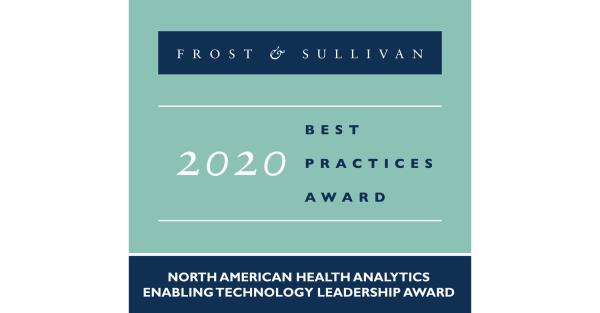 FROST & SULLIVAN
BEST
2020 PRACTICES
AWARD
NORTH AMERICAN HEALTH ANALYTICS
ENABLING TECHNOLOGY LEADERSHIP AWARD